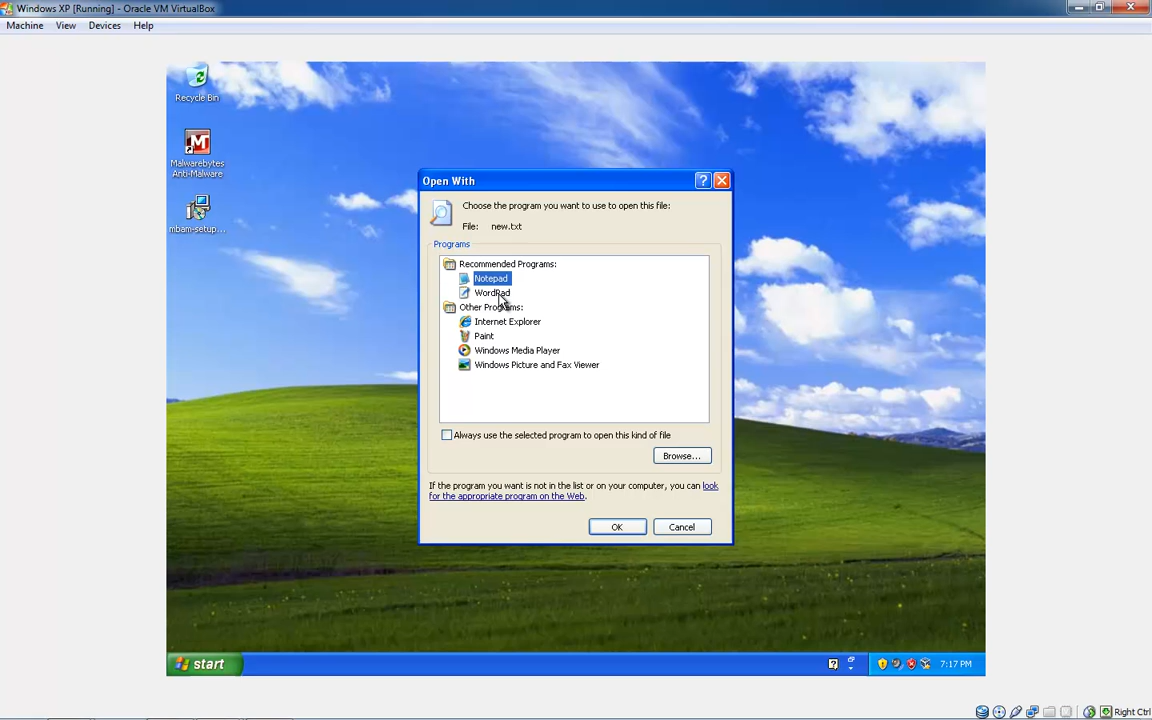 Windows XP [Running] - Oracle VM VirtualBox
Machine View Devices Help
Recycle Bin
Malwarebytes
Anti-Malware
mbam-setup...
Open With
Choose the program you want to use to open this file:
File: new.txt
Programs
Recommended Programs:
Notepad
WordPad
Other Programs:
Internet Explorer
Paint
Windows Media Player
Windows Picture and Fax Viewer
Always use the selected program to open this kind of file
Browse...
If the program you want is not in the list or on your computer, you can look
for the appropriate program on the Web.
OK Cancel
start
7:17 PM
Right Ctrl